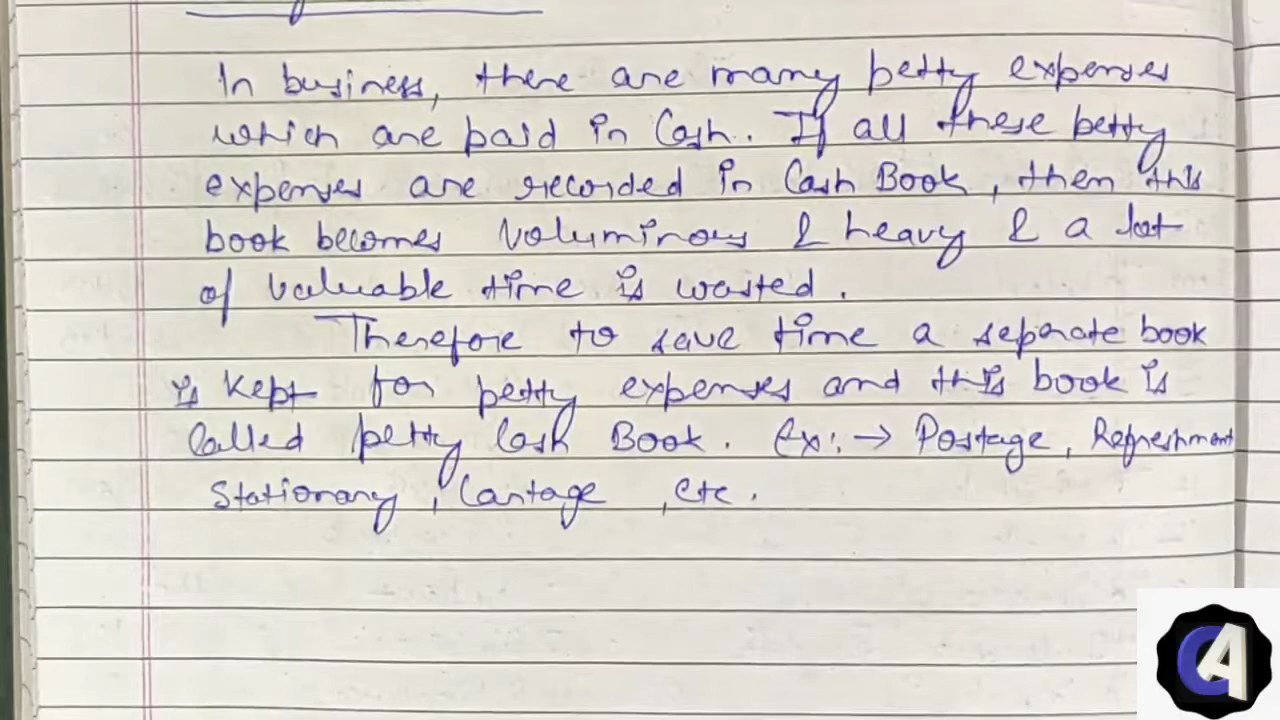 In business, there are many petty expenses
which are paid in Cash. If all these petty
expenses are recorded in Cash Book, then this
book becomes voluminous & heavy & a lot
of valuable time is wasted.
Therefore to save time a separate book
is kept for petty expenses and this book is
Called petty Cash Book. Ex: → Postage, Refreshment
Stationary, Cartage , etc.
CA